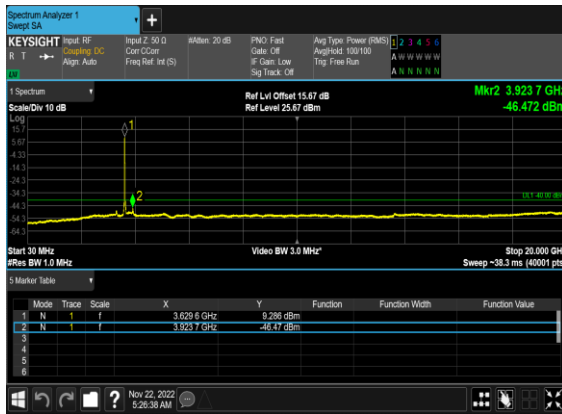 Spectrum Analyzer 1
Swept SA
+
KEYSIGHT Input: RF Input Z: 50 Ω #Atten: 20 dB PNO: Fast Avg Type: Power (RMS) 1 2 3 4 5 6
R T Coupling: DC Corr CCorr Gate: Off Avg|Hold: 100/100 A W W W W W
Align: Auto Freq Ref: Int (S) IF Gain: Low Trig: Free Run
Sig Track: Off A N N N N N
1 Spectrum
Ref Lvl Offset 15.67 dB Mkr2 3.923 7 GHz
Scale/Div 10 dB Ref Level 25.67 dBm -46.472 dBm
Log
15.7
1
5.67
-4.33
-14.3
-24.3
-34.3
2
DL1 -40.00 dBm
-44.3
-54.3
-64.3
Start 30 MHz Video BW 3.0 MHz* Stop 20.000 GHz
#Res BW 1.0 MHz Sweep ~38.3 ms (40001 pts)
5 Marker Table
Mode Trace Scale X Y Function Function Width Function Value
1 N 1 f 3.629 6 GHz 9.286 dBm
2 N 1 f 3.923 7 GHz -46.47 dBm
3
4
5
6
?
Nov 22, 2022
5:26:38 AM